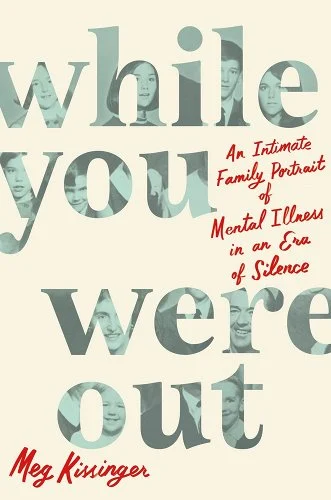 while
you
An Intimate
Family Portrait
of
Mental Illness
in an Era
of Silence
were
out
Meg Kissinger